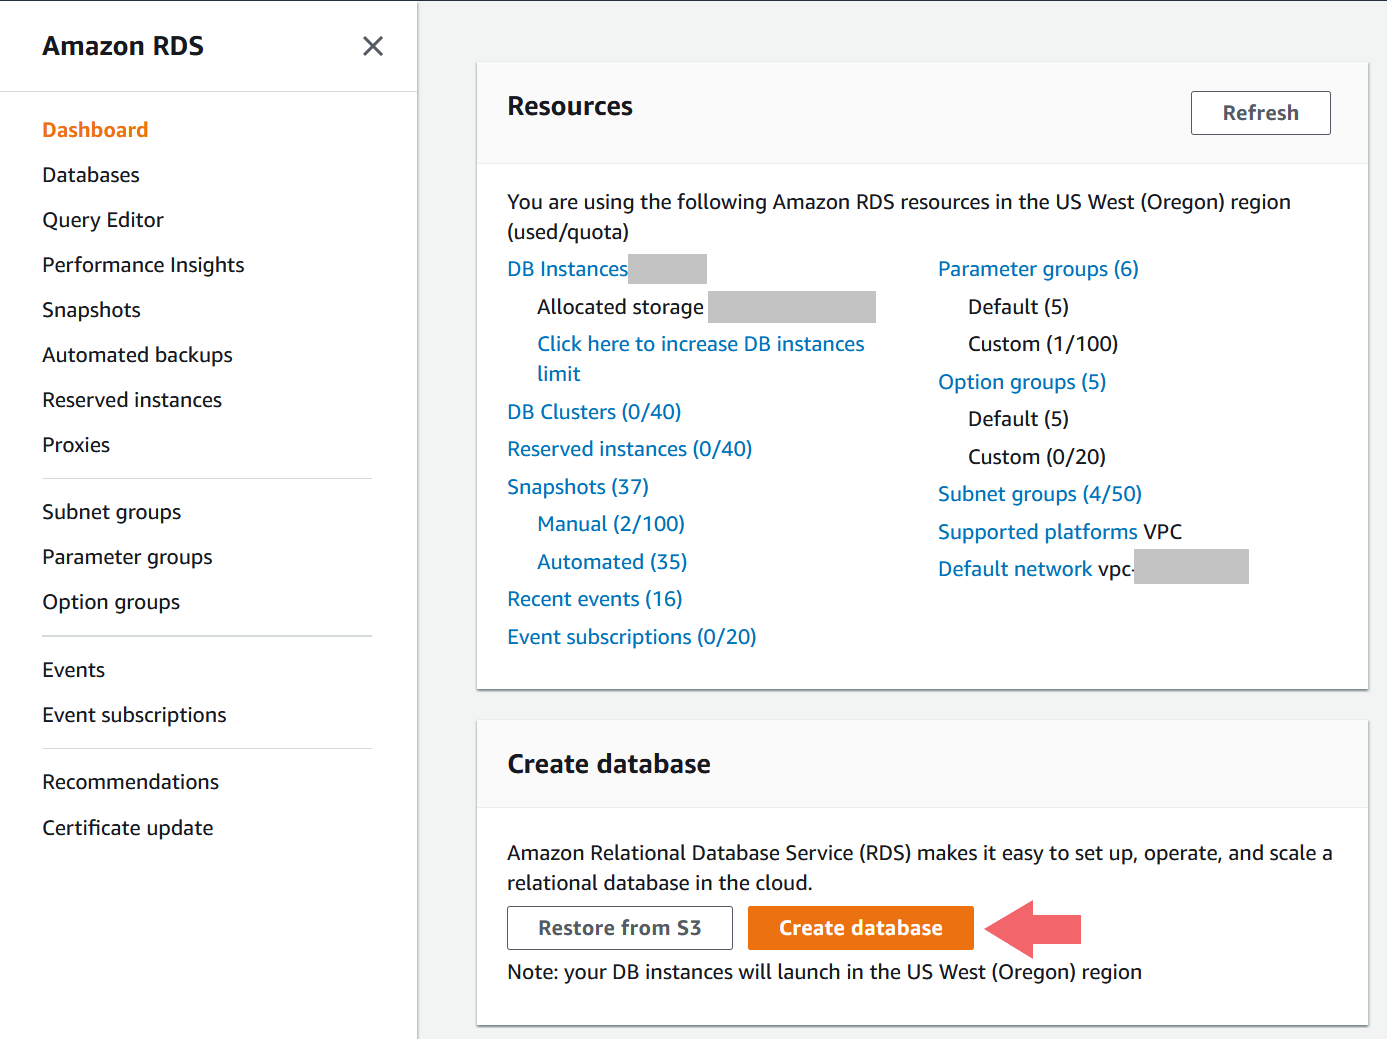 Amazon RDS
Dashboard
Databases
Query Editor
Performance Insights
Snapshots
Automated backups
Reserved instances
Proxies
Subnet groups
Parameter groups
Option groups
Events
Event subscriptions
Recommendations
Certificate update
Resources
Refresh
You are using the following Amazon RDS resources in the US West (Oregon) region
(used/quota)
DB Instances
Allocated storage
Click here to increase DB instances
limit
DB Clusters (0/40)
Reserved instances (0/40)
Snapshots (37)
Manual (2/100)
Automated (35)
Recent events (16)
Event subscriptions (0/20)
Parameter groups (6)
Default (5)
Custom (1/100)
Option groups (5)
Default (5)
Custom (0/20)
Subnet groups (4/50)
Supported platforms VPC
Default network vpc-
Create database
Amazon Relational Database Service (RDS) makes it easy to set up, operate, and scale a
relational database in the cloud.
Restore from S3
Create database
Note: your DB instances will launch in the US West (Oregon) region